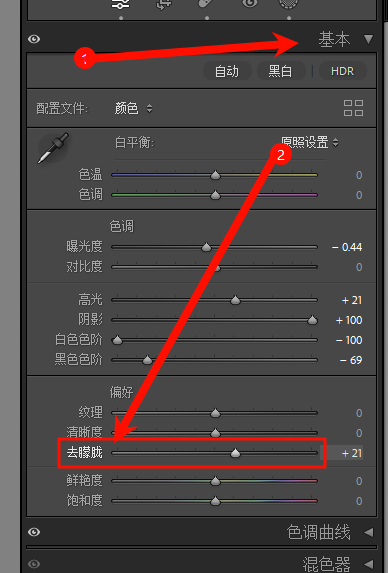 1 基本
自动 黑白 HDR
配置文件: 颜色
白平衡: 原照设置
2
色温 0
色调 0
色调
曝光度 - 0.44
对比度 0
高光 + 21
阴影 + 100
白色色阶 - 100
黑色色阶 - 69
偏好
纹理 0
清晰度 0
去朦胧 + 21
鲜艳度 0
饱和度 0
色调曲线
混色器